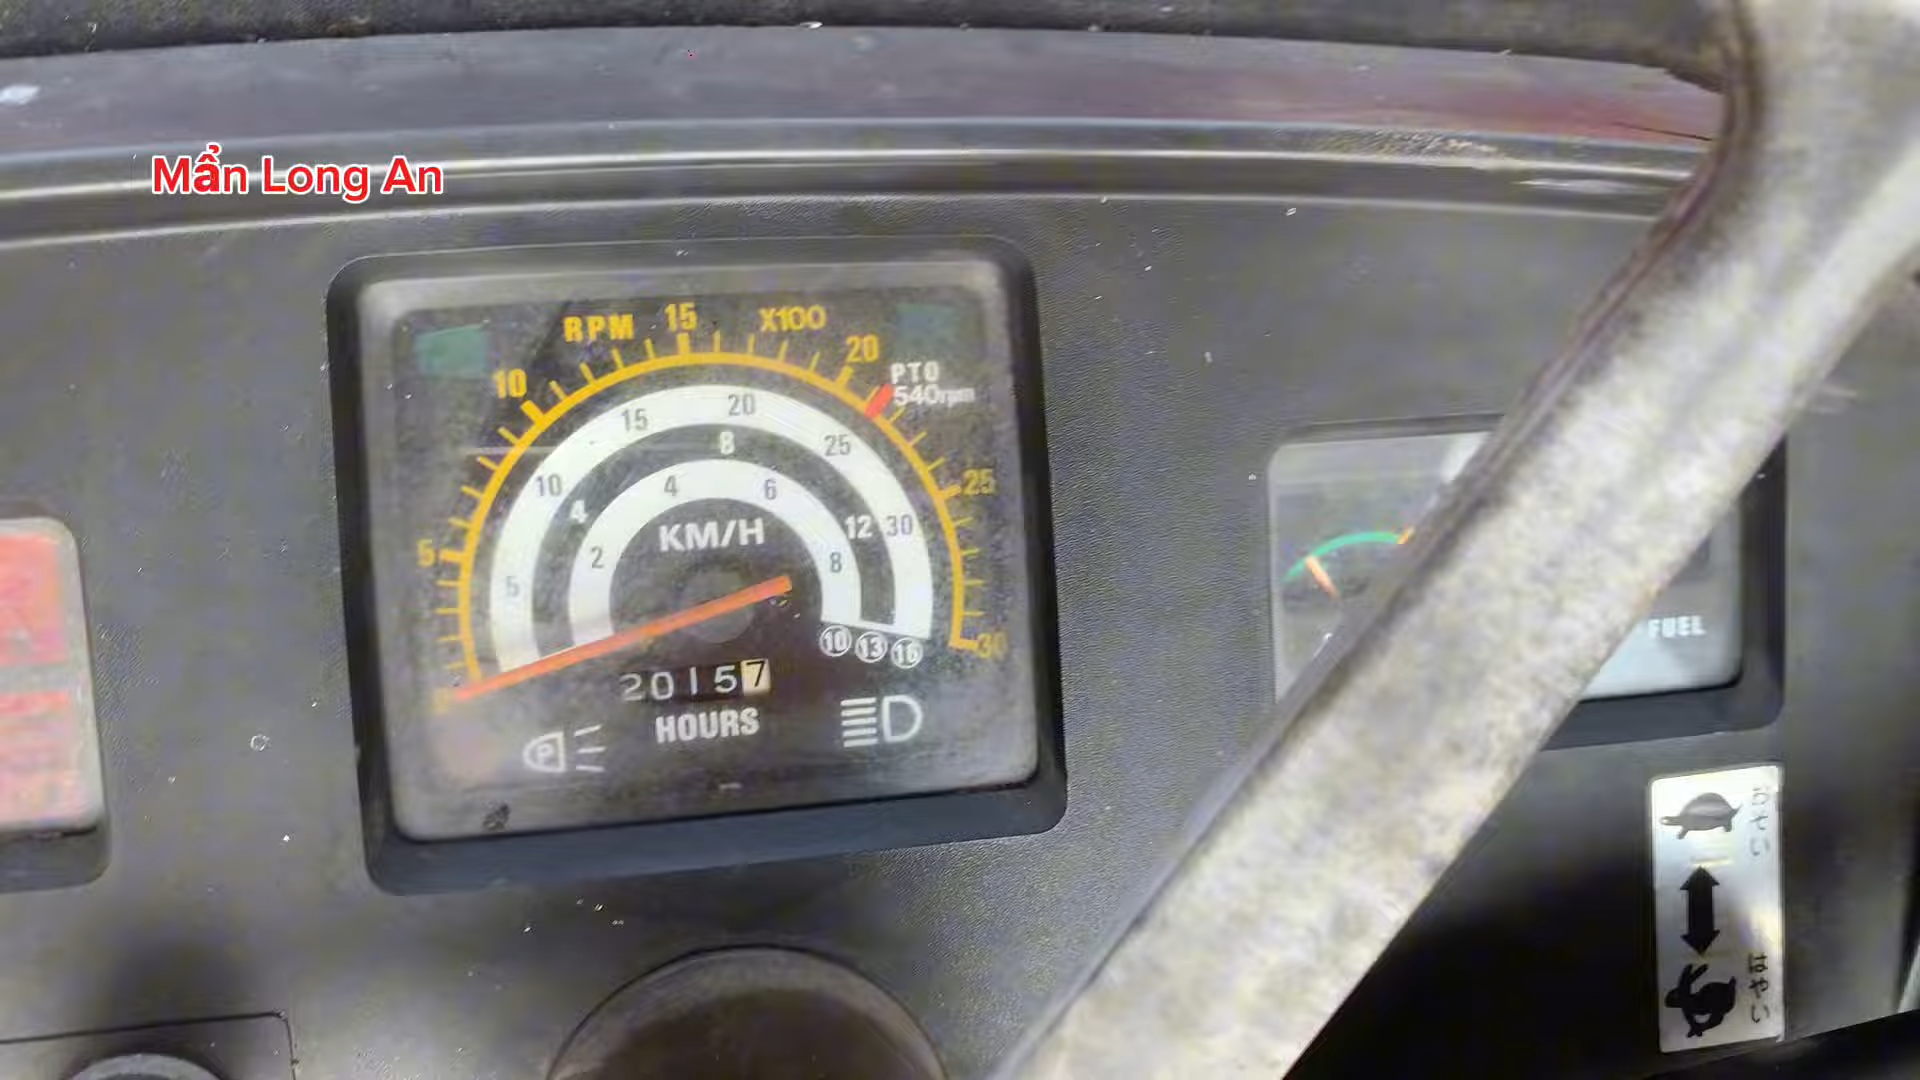 Mẩn Long An
RPM 15 X100
10 20
PTO
540rpm
15 20
8 25
10 25
4 4 6
KM/H 12 30
5 2 8
5
10 13 16 30
0
20157
HOURS
P
FUEL
おそい
はやい